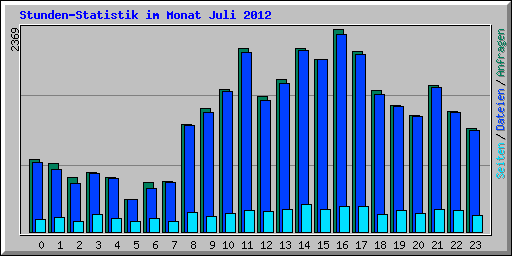 Stunden-Statistik im Monat Juli 2012
2369
Seiten / Dateien / Anfragen
0 1 2 3 4 5 6 7 8 9 10 11 12 13 14 15 16 17 18 19 20 21 22 23